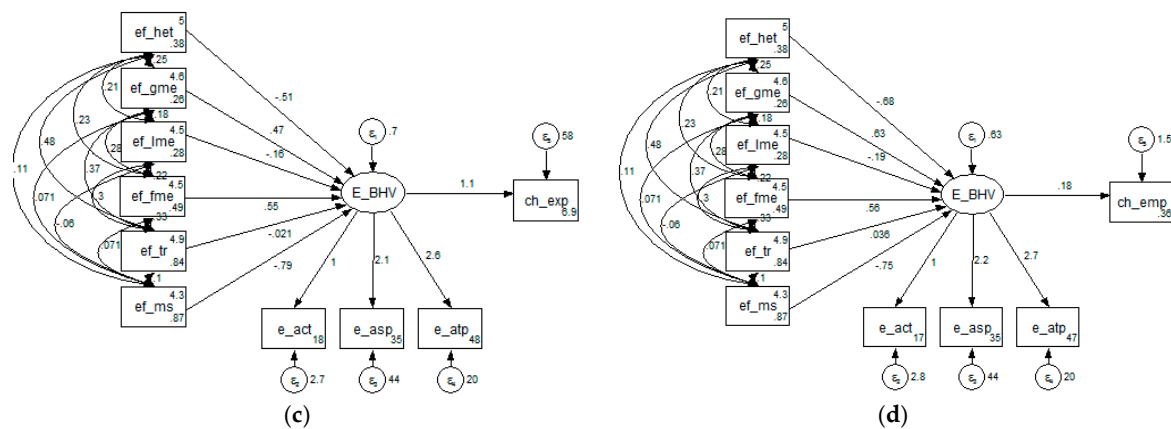 5
ef_het
.38
.25
4.6
ef_gme
.26
.21
.18
4.5
ef_lme
.28
.23
.28
.22
4.5
ef_fme
.49
.48
.37
.3
.33
4.9
ef_tr
.84
.11
.071
-.06
.071
.1
4.3
ef_ms
.87
-.51
.47
-.16
.55
-.021
-.79
ε₁ .7
E_BHV
1.1
ε₅ 58
ch_exp
6.9
1
2.1
2.6
e_act
18
e_asp
35
e_atp
48
ε₂ 2.7
ε₃ 44
ε₄ 20
(c)
5
ef_het
.38
.25
4.6
ef_gme
.26
.21
.18
4.5
ef_lme
.28
.23
.28
.22
4.5
ef_fme
.49
.48
.37
.3
.33
4.9
ef_tr
.84
.11
.071
-.06
.071
.1
4.3
ef_ms
.87
-.68
.63
-.19
.56
.036
-.75
ε₁ .63
E_BHV
.18
ε₅ 1.5
ch_emp
.36
1
2.2
2.7
e_act
17
e_asp
35
e_atp
47
ε₂ 2.8
ε₃ 44
ε₄ 20
(d)